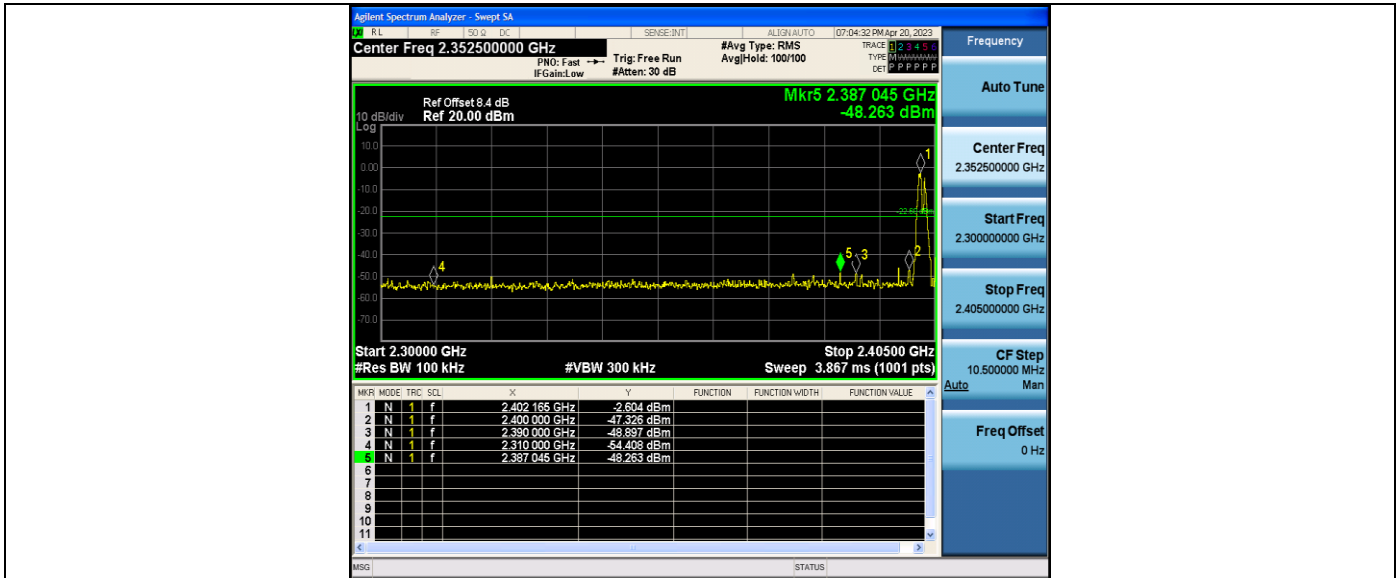 Agilent Spectrum Analyzer - Swept SA
RL RF 50 Ω DC SENSE:INT ALIGN AUTO 07:04:32 PM Apr 20, 2023
Center Freq 2.352500000 GHz
PNO: Fast
IFGain:Low
Trig: Free Run
#Atten: 30 dB
#Avg Type: RMS
Avg|Hold: 100/100
TRACE 1 2 3 4 5 6
TYPE M
DET P P P P P P
Mkr5 2.387 045 GHz
-48.263 dBm
Ref Offset 8.4 dB
10 dB/div Ref 20.00 dBm
Log
10.0
0.00
-10.0
-20.0
-30.0
-40.0
-50.0
-60.0
-70.0
1
2
3
4
5
Start 2.30000 GHz Stop 2.40500 GHz
#Res BW 100 kHz #VBW 300 kHz Sweep 3.867 ms (1001 pts)
MKR MODE TRC SCL X Y FUNCTION FUNCTION WIDTH FUNCTION VALUE
1 N 1 f 2.402 165 GHz -2.604 dBm
2 N 1 f 2.400 000 GHz -47.326 dBm
3 N 1 f 2.390 000 GHz -48.897 dBm
4 N 1 f 2.310 000 GHz -54.408 dBm
5 N 1 f 2.387 045 GHz -48.263 dBm
6
7
8
9
10
11
MSG STATUS
Frequency
Auto Tune
Center Freq
2.352500000 GHz
Start Freq
2.300000000 GHz
Stop Freq
2.405000000 GHz
CF Step
10.500000 MHz
Auto Man
Freq Offset
0 Hz